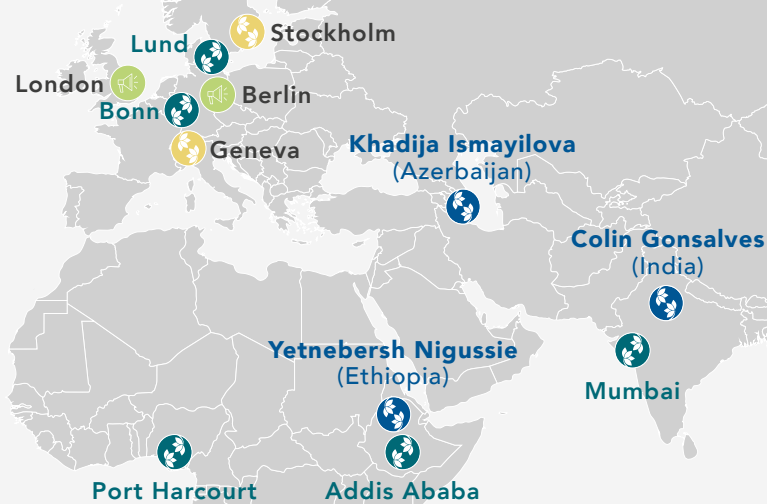 Stockholm
Lund
London
Berlin
Bonn
Geneva
Khadija Ismayilova
(Azerbaijan)
Colin Gonsalves
(India)
Yetnebersh Nigussie
(Ethiopia)
Mumbai
Port Harcourt
Addis Ababa